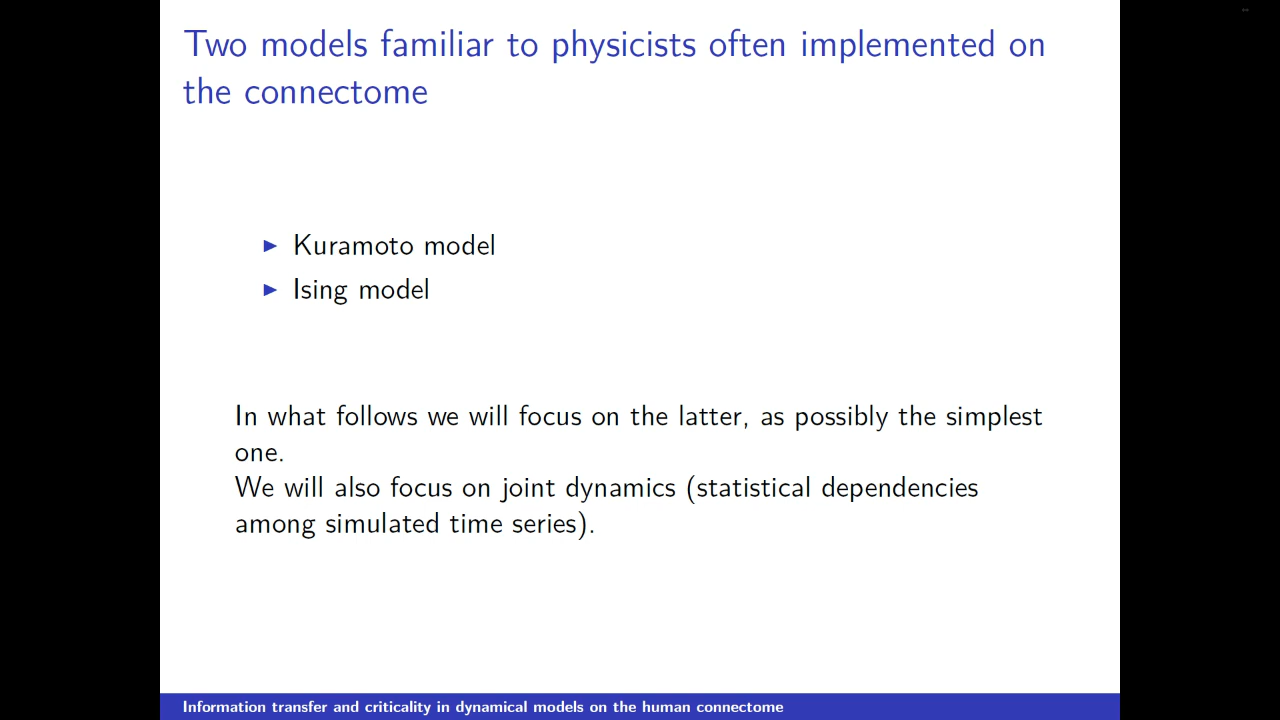 Two models familiar to physicists often implemented on
the connectome
▶ Kuramoto model
▶ Ising model
In what follows we will focus on the latter, as possibly the simplest
one.
We will also focus on joint dynamics (statistical dependencies
among simulated time series).
Information transfer and criticality in dynamical models on the human connectome